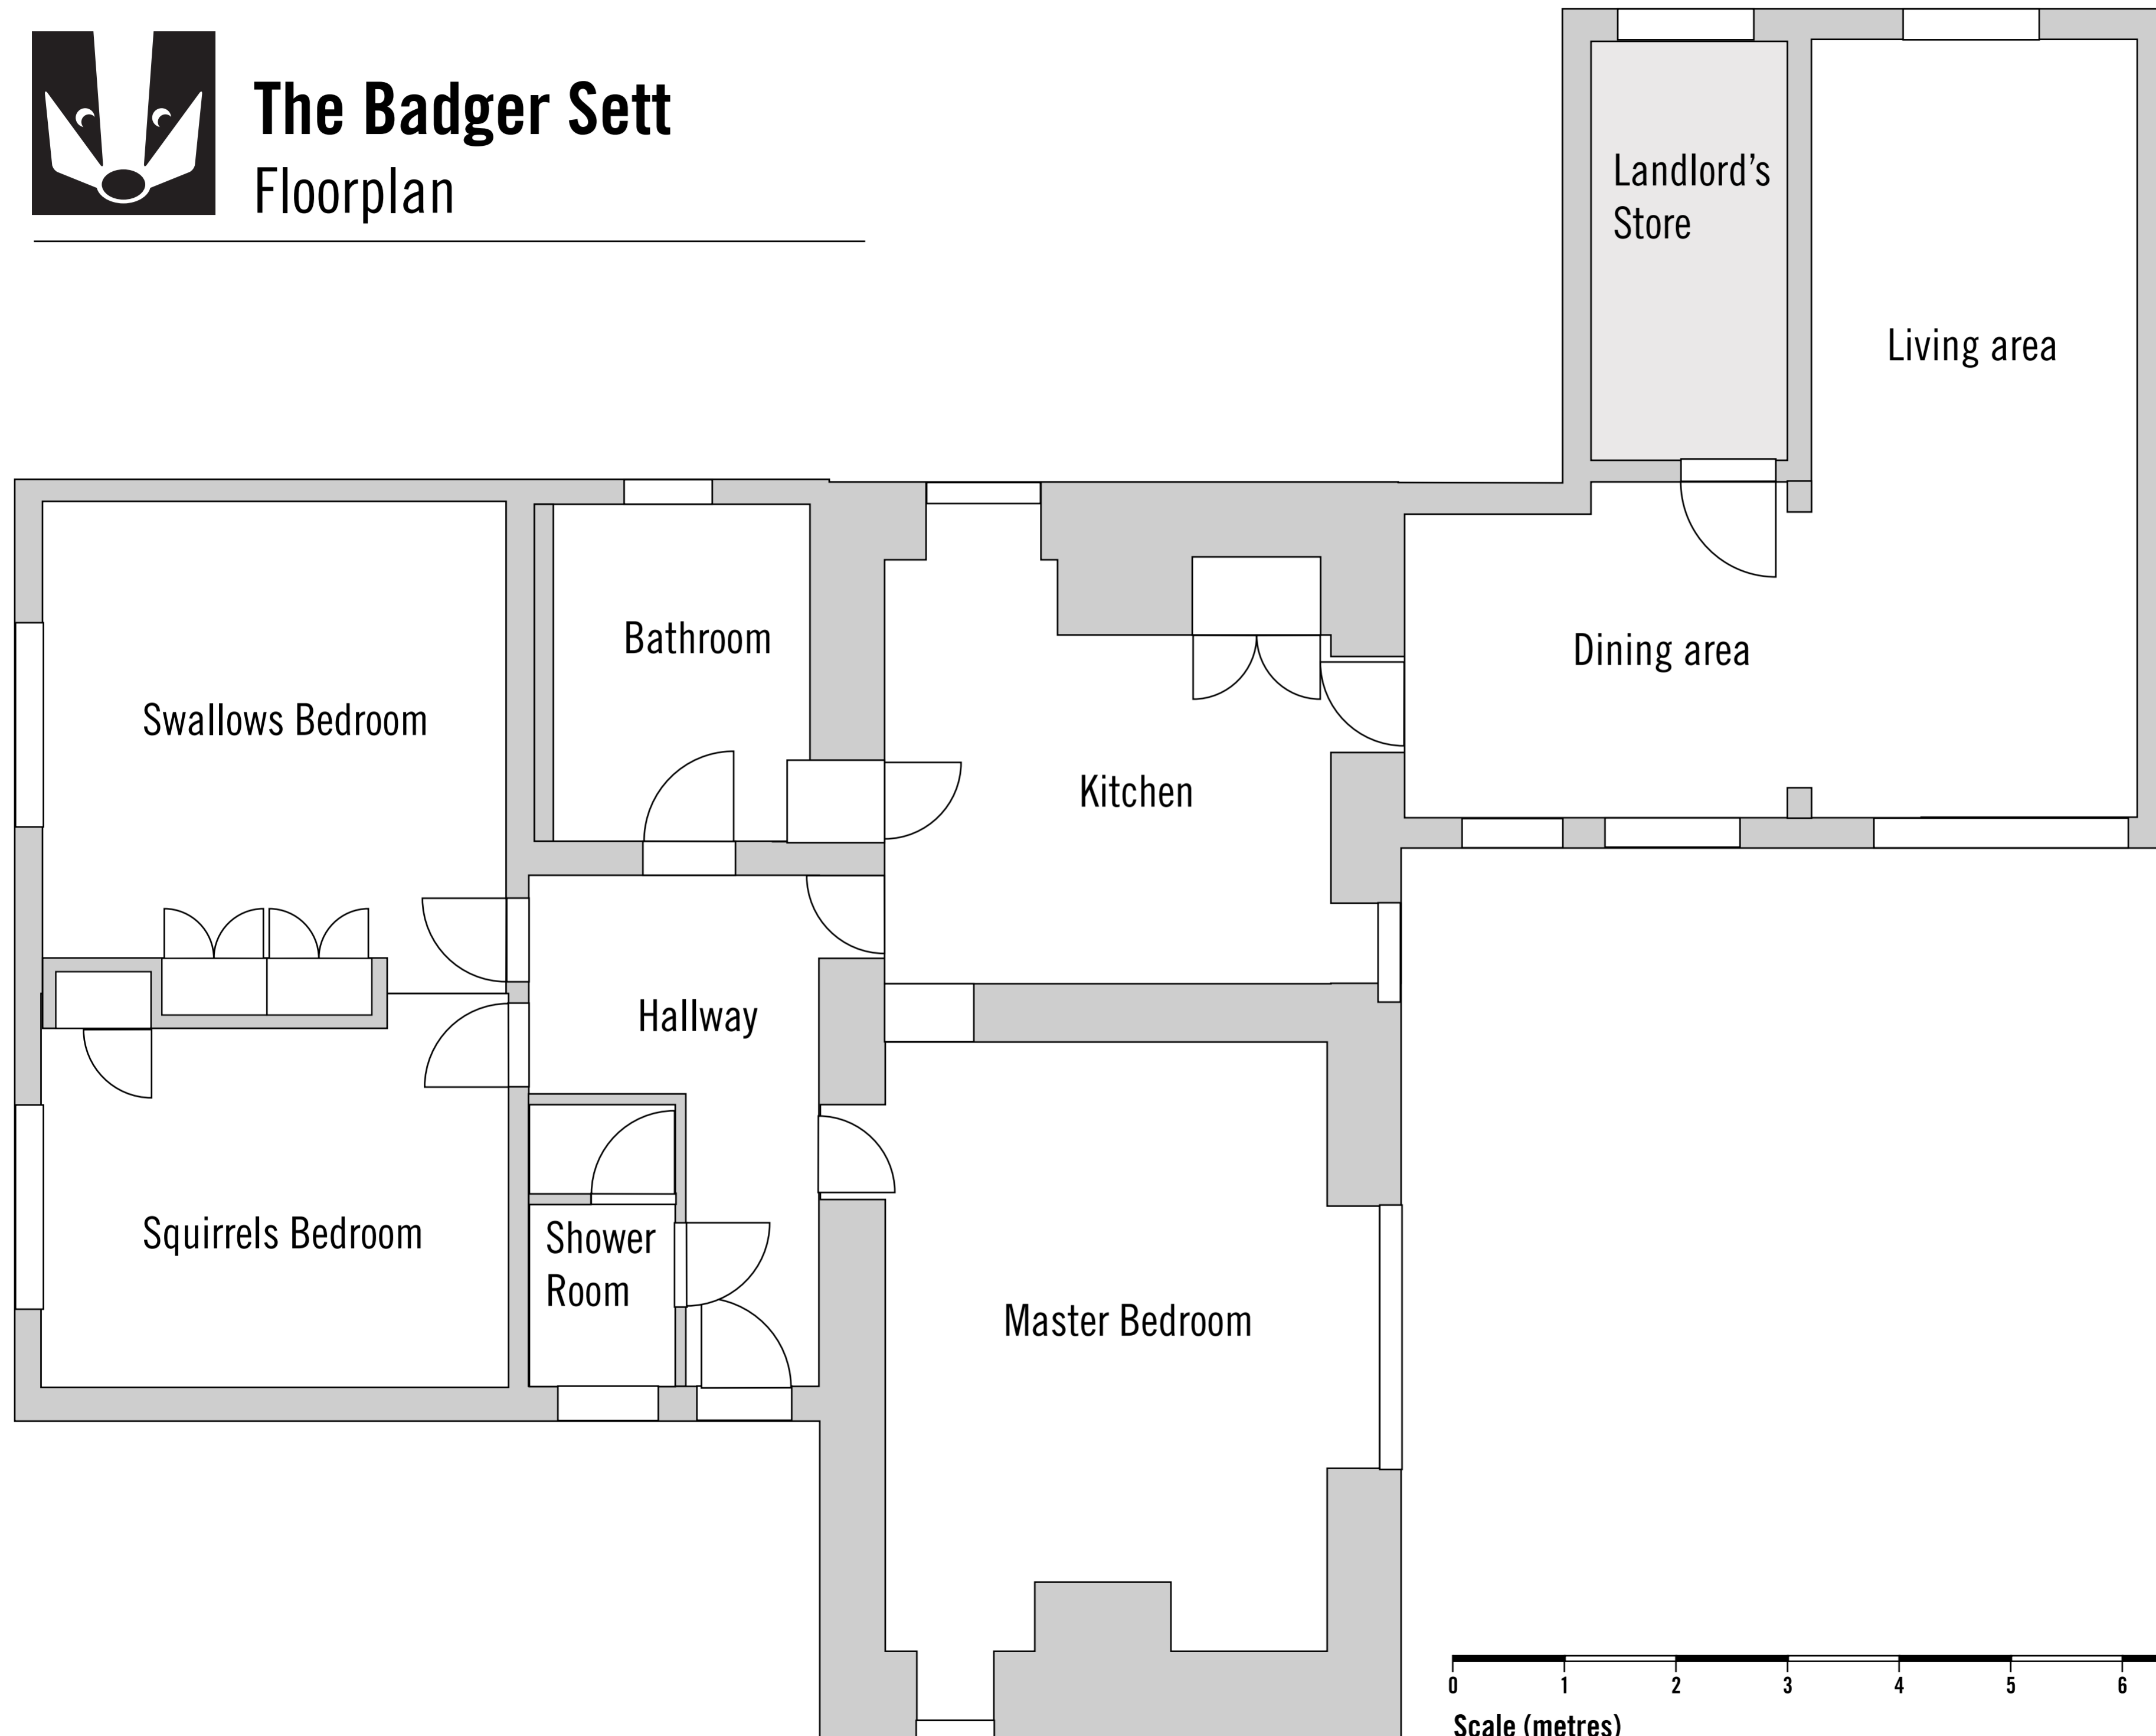 The Badger Sett
Floorplan
Landlord’s
Store
Living area
Bathroom
Dining area
Swallows Bedroom
Kitchen
Hallway
Squirrels Bedroom
Shower
Room
Master Bedroom
0 1 2 3 4 5 6
Scale (metres)